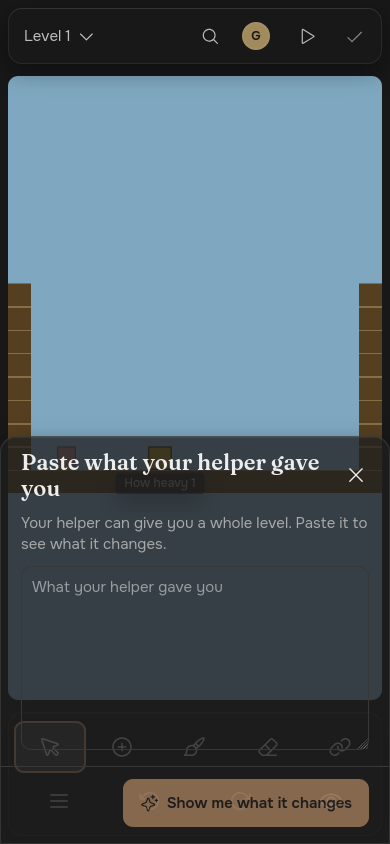 Level 1
G
Paste what your helper gave
you
How heavy 1
Your helper can give you a whole level. Paste it to
see what it changes.
What your helper gave you
Show me what it changes